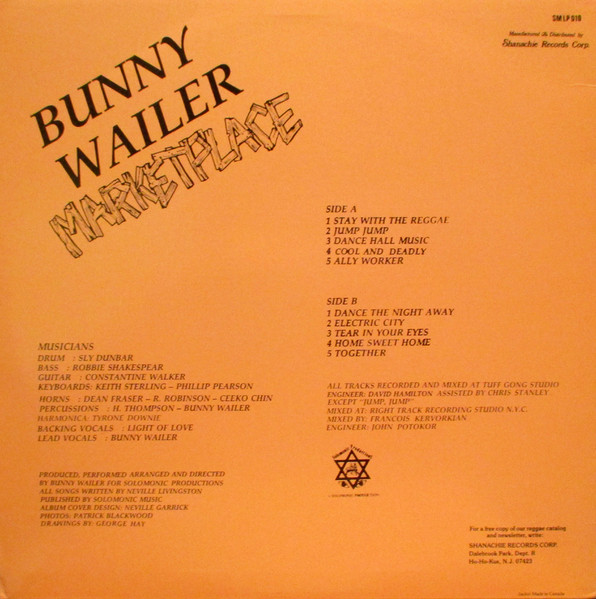 SM LP 010
Manufactured & Distributed by
Shanachie Records Corp
BUNNY
WAILER
MARKETPLACE
SIDE A
1 STAY WITH THE REGGAE
2 JUMP JUMP
3 DANCE HALL MUSIC
4 COOL AND DEADLY
5 ALLY WORKER
SIDE B
1 DANCE THE NIGHT AWAY
2 ELECTRIC CITY
3 TEAR IN YOUR EYES
4 HOME SWEET HOME
5 TOGETHER
MUSICIANS
DRUM : SLY DUNBAR
BASS : ROBBIE SHAKESPEAR
GUITAR : CONSTANTINE WALKER
KEYBOARDS: KEITH STERLING – PHILLIP PEARSON
HORNS : DEAN FRASER – R. ROBINSON – CEEKO CHIN
PERCUSSIONS : H. THOMPSON – BUNNY WAILER
HARMONICA: TYRONE DOWNIE
BACKING VOCALS : LIGHT OF LOVE
LEAD VOCALS : BUNNY WAILER
ALL TRACKS RECORDED AND MIXED AT TUFF GONG STUDIO
ENGINEER: DAVID HAMILTON ASSISTED BY CHRIS STANLEY
EXCEPT "JUMP, JUMP"
MIXED AT: RIGHT TRACK RECORDING STUDIO N.Y.C.
MIXED BY: FRANCOIS KERVORKIAN
ENGINEER: JOHN POTOKOR
PRODUCED, PERFORMED ARRANGED AND DIRECTED
BY BUNNY WAILER FOR SOLOMONIC PRODUCTIONS
ALL SONGS WRITTEN BY NEVILLE LIVINGSTON
PUBLISHED BY SOLOMONIC MUSIC
ALBUM COVER DESIGN: NEVILLE GARRICK
PHOTOS: PATRICK BLACKWOOD
DRAWINGS BY: GEORGE HAY
For a free copy of our reggae catalog
and newsletter, write:
SHANACHIE RECORDS CORP.
Dalebrook Park, Dept. B
Ho-Ho-Kus, N.J. 07423
Jacket Made in Canada